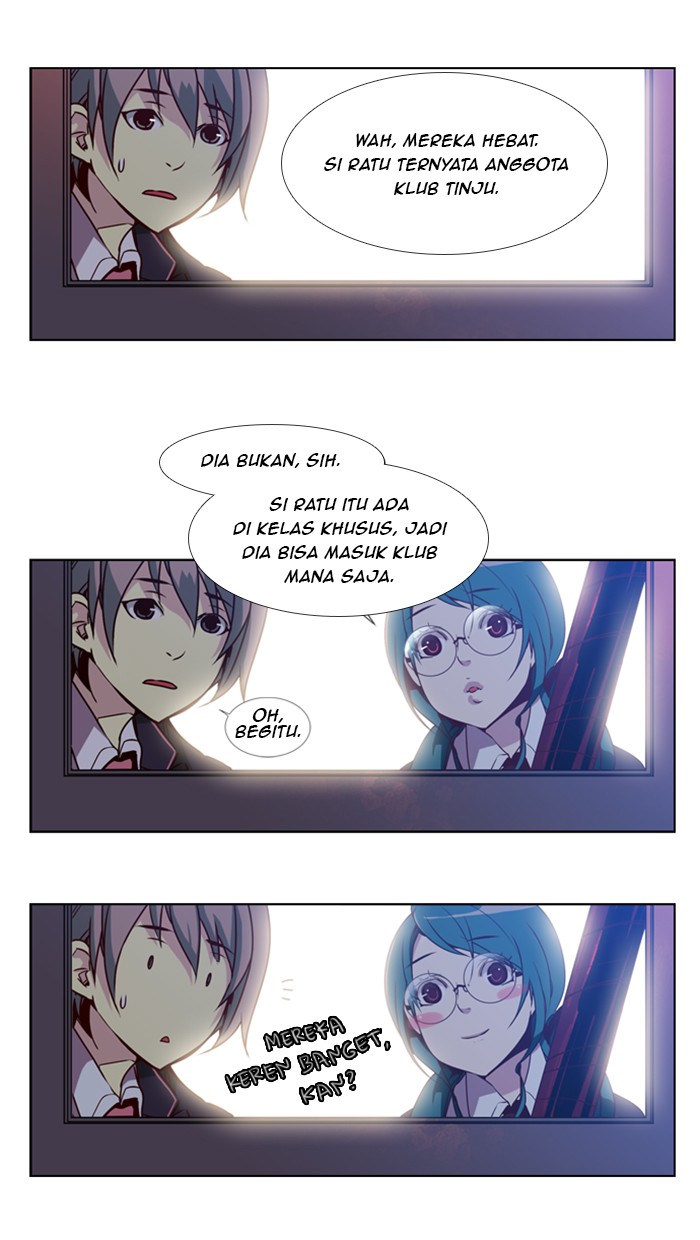 WAH, MEREKA HEBAT.
SI RATU TERNYATA ANGGOTA
KLUB TINJU.
DIA BUKAN, SIH.
SI RATU ITU ADA
DI KELAS KHUSUS, JADI
DIA BISA MASUK KLUB
MANA SAJA.
OH,
BEGITU.
MEREKA
KEREN BANGET,
KAN?